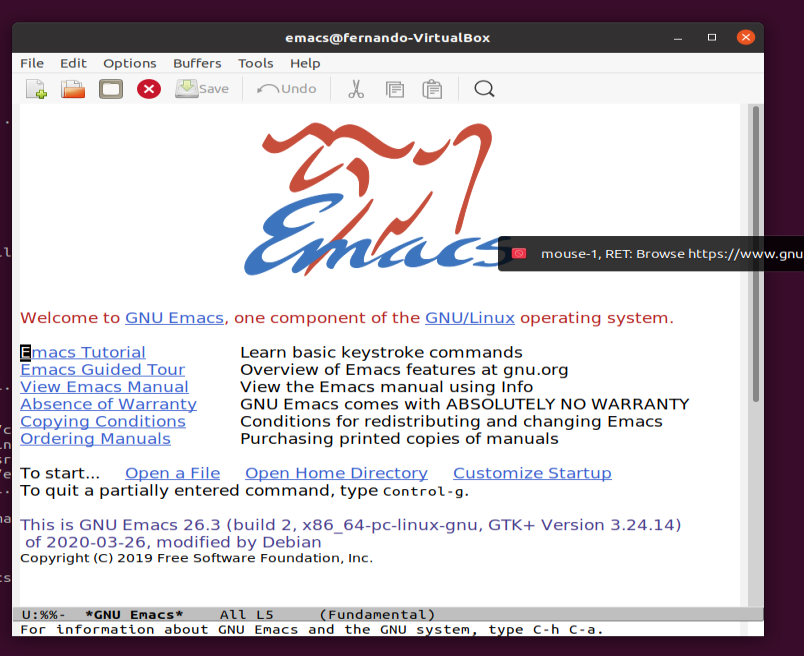 emacs@fernando-VirtualBox
File Edit Options Buffers Tools Help
Save Undo
Emacs
mouse-1, RET: Browse https://www.gnu
Welcome to GNU Emacs, one component of the GNU/Linux operating system.
Emacs Tutorial Learn basic keystroke commands
Emacs Guided Tour Overview of Emacs features at gnu.org
View Emacs Manual View the Emacs manual using Info
Absence of Warranty GNU Emacs comes with ABSOLUTELY NO WARRANTY
Copying Conditions Conditions for redistributing and changing Emacs
Ordering Manuals Purchasing printed copies of manuals
To start... Open a File Open Home Directory Customize Startup
To quit a partially entered command, type Control-g.
This is GNU Emacs 26.3 (build 2, x86_64-pc-linux-gnu, GTK+ Version 3.24.14)
of 2020-03-26, modified by Debian
Copyright (C) 2019 Free Software Foundation, Inc.
U:%%- *GNU Emacs* All L5 (Fundamental)
For information about GNU Emacs and the GNU system, type C-h C-a.